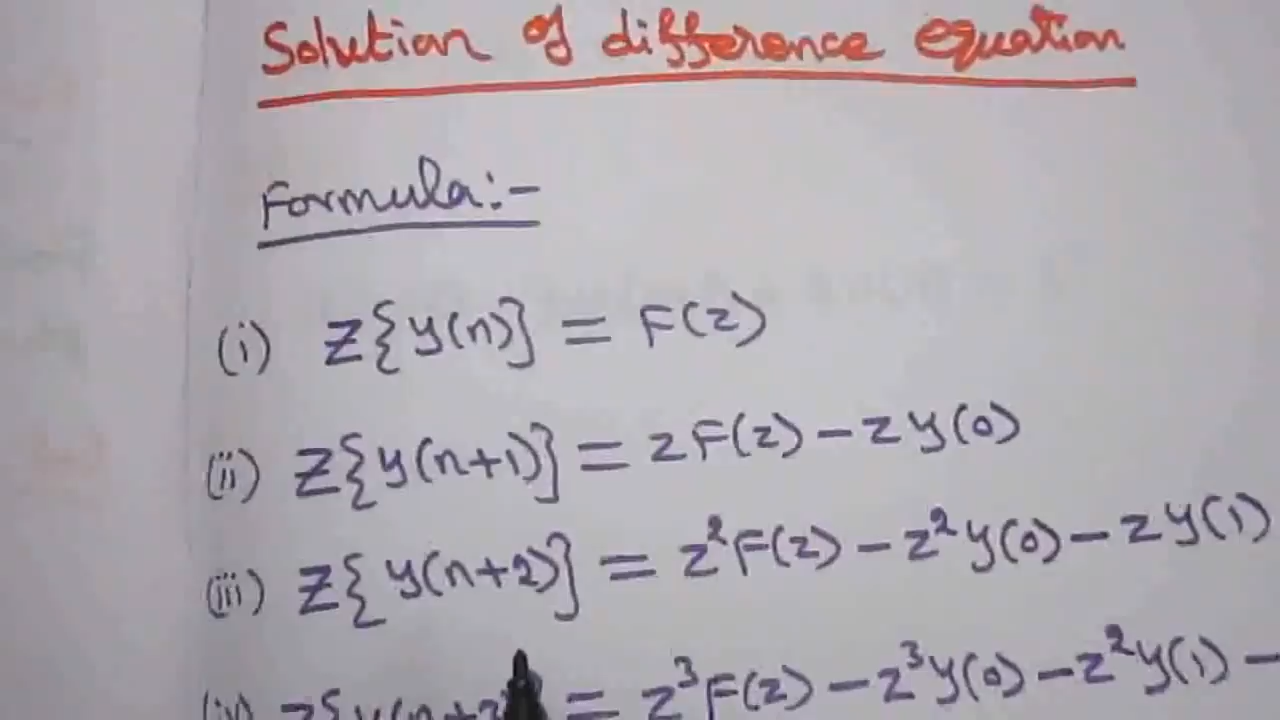 Solution of difference equation
Formula:-
(i) Z{y(n)} = F(z)
(ii) Z{y(n+1)} = zF(z) - zy(0)
(iii) Z{y(n+2)} = z²F(z) - z²y(0) - zy(1)
(iv) Z{y(n+ = z³F(z) - z³y(0) - z²y(1) -